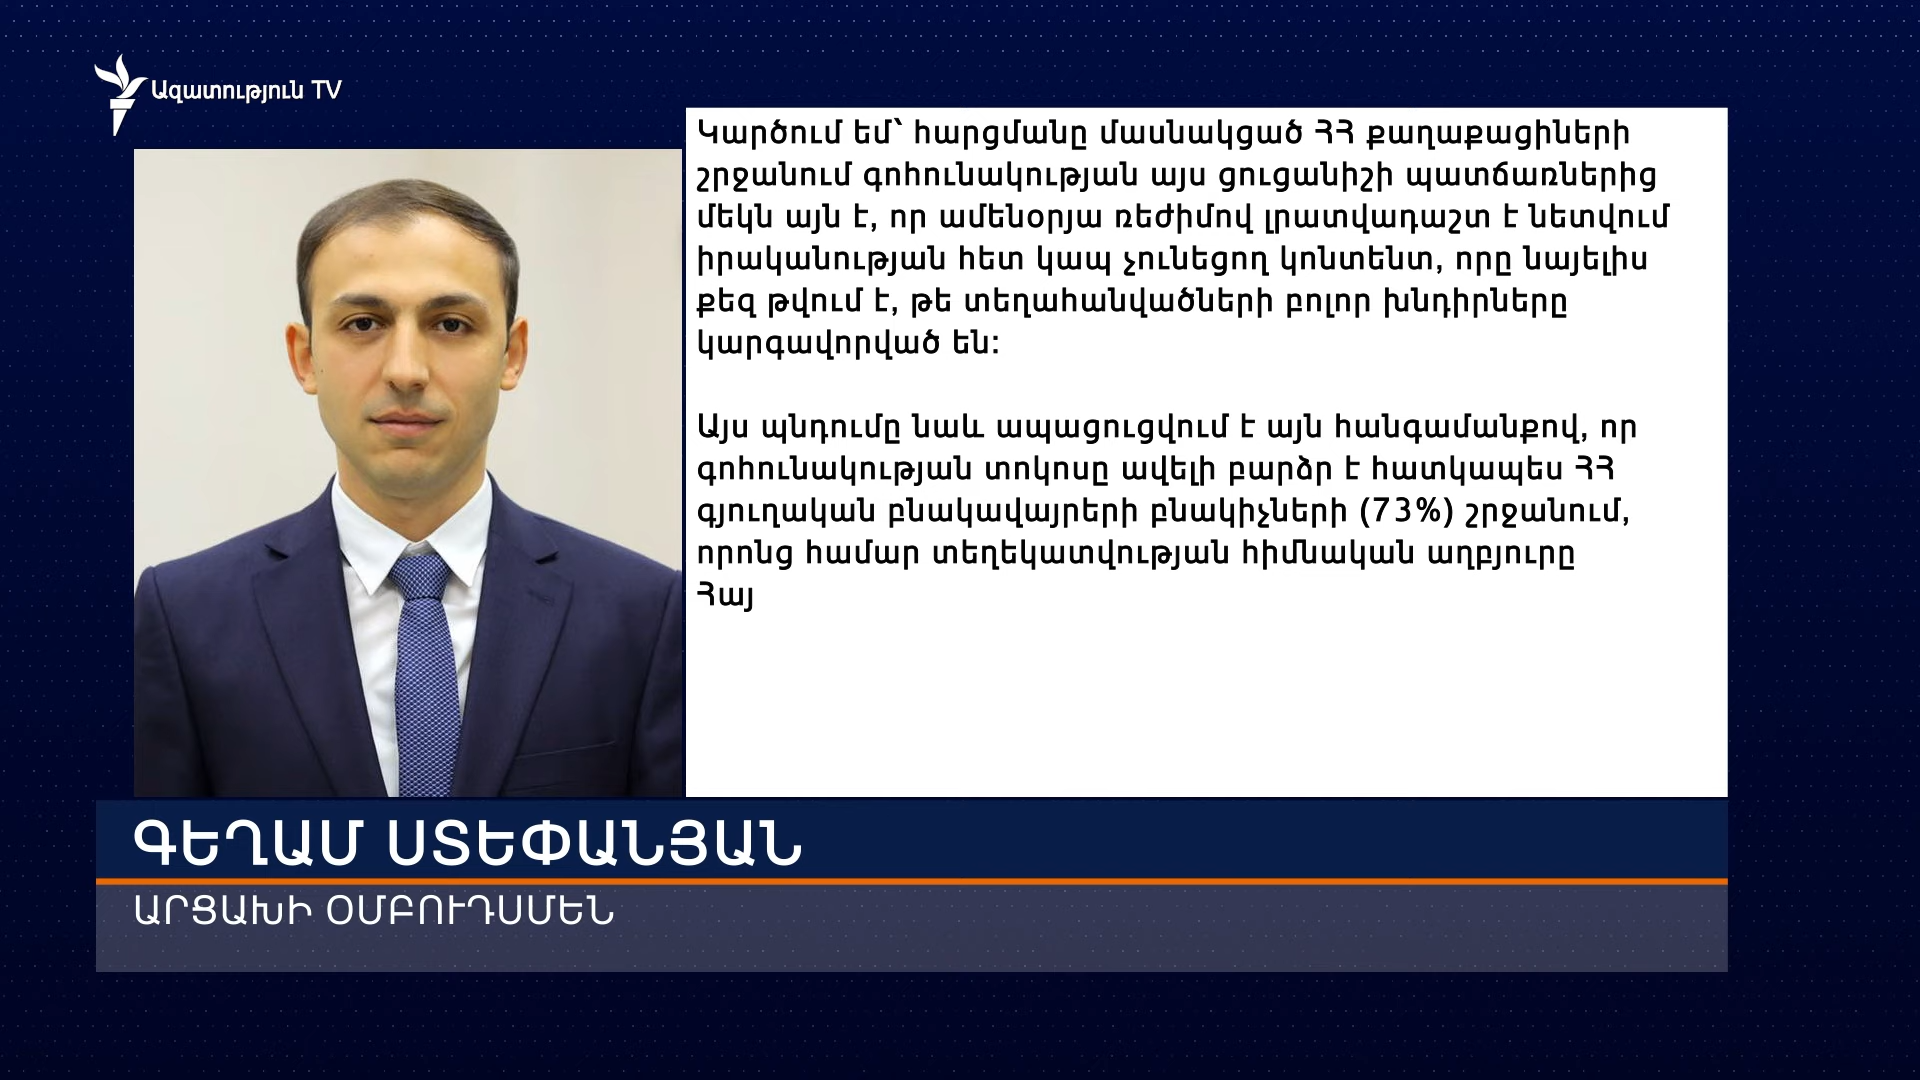 Ազատություն TV
Կարծում եմ՝ հարցմանը մասնակցած ՀՀ քաղաքացիների
շրջանում գոհունակության այս ցուցանիշի պատճառներից
մեկն այն է, որ ամենօրյա ռեժիմով լրատվադաշտ է նետվում
իրականության հետ կապ չունեցող կոնտենտ, որը նայելիս
քեզ թվում է, թե տեղահանվածների բոլոր խնդիրները
կարգավորված են:
Այս պնդումը նաև ապացուցվում է այն հանգամանքով, որ
գոհունակության տոկոսը ավելի բարձր է հատկապես ՀՀ
գյուղական բնակավայրերի բնակիչների (73%) շրջանում,
որոնց համար տեղեկատվության հիմնական աղբյուրը
Հայ
ԳԵՂԱՄ ՍՏԵՓԱՆՅԱՆ
ԱՐՑԱԽԻ ՕՄԲՈՒԴՍՄԵՆ